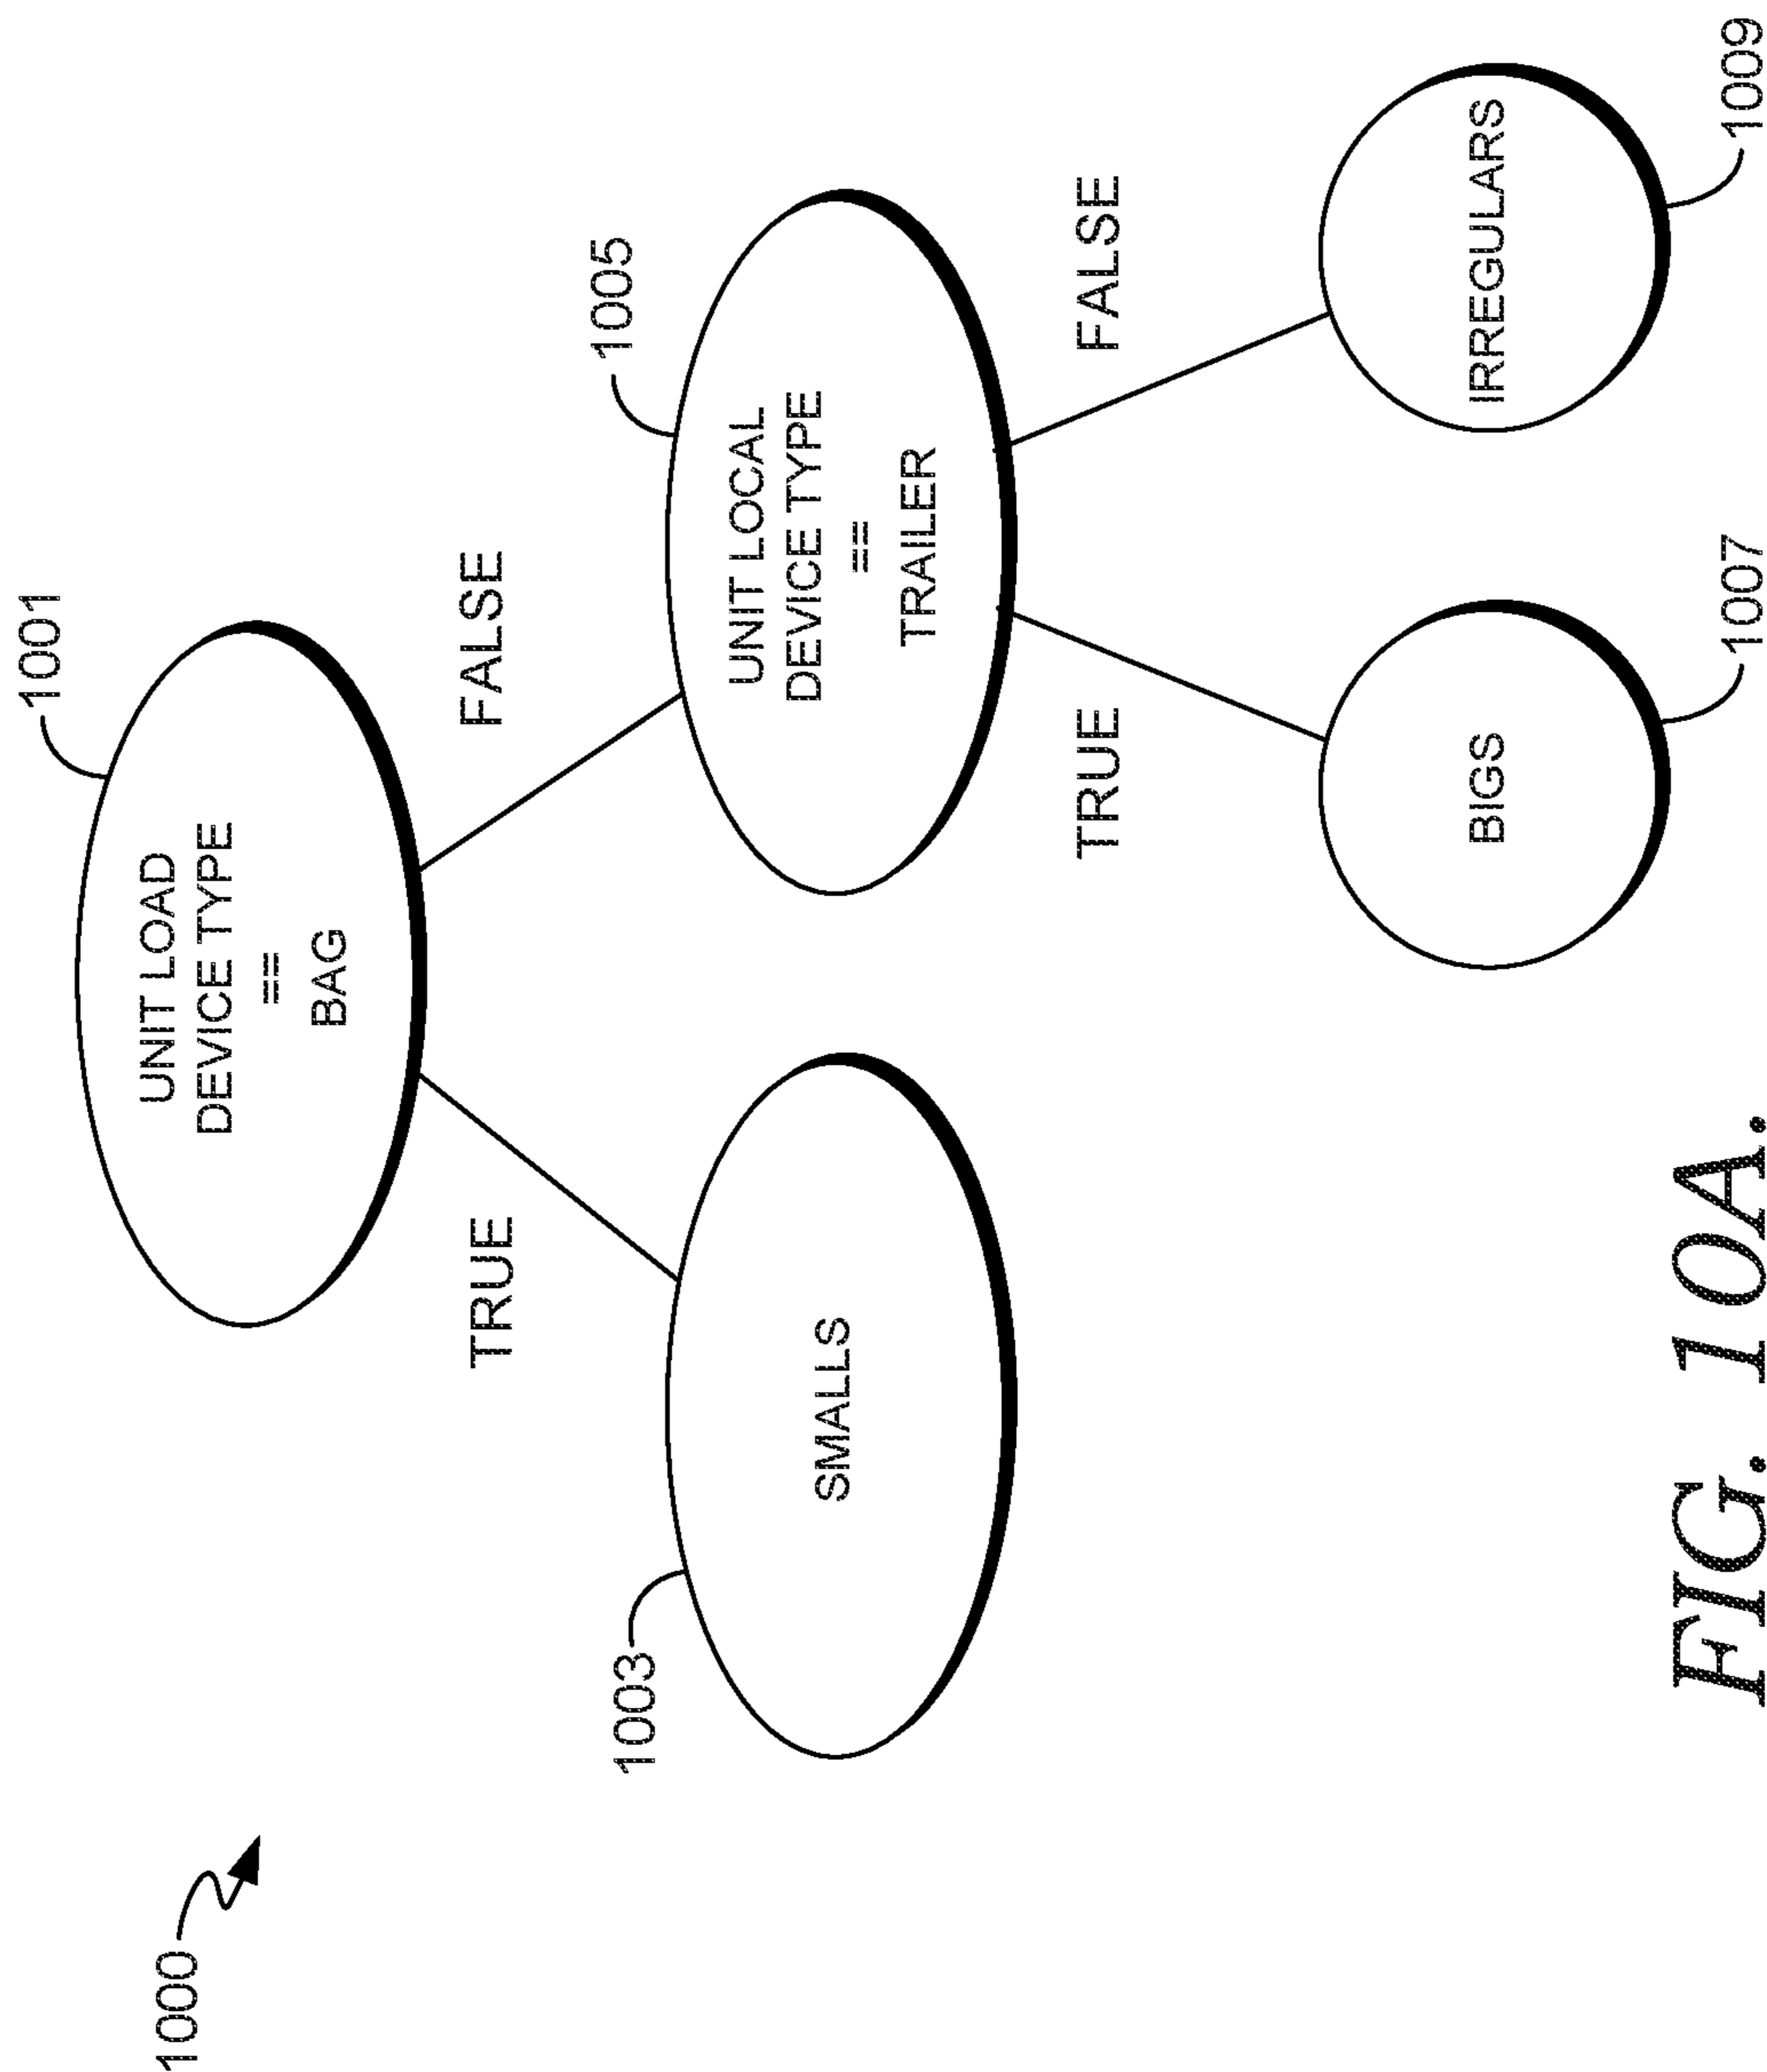 1000
1001
UNIT LOAD
DEVICE TYPE
==
BAG
TRUE
FALSE
1003
SMALLS
1005
UNIT LOCAL
DEVICE TYPE
==
TRAILER
TRUE
FALSE
BIGS
1007
IRREGULARS
1009
FIG. 10A.